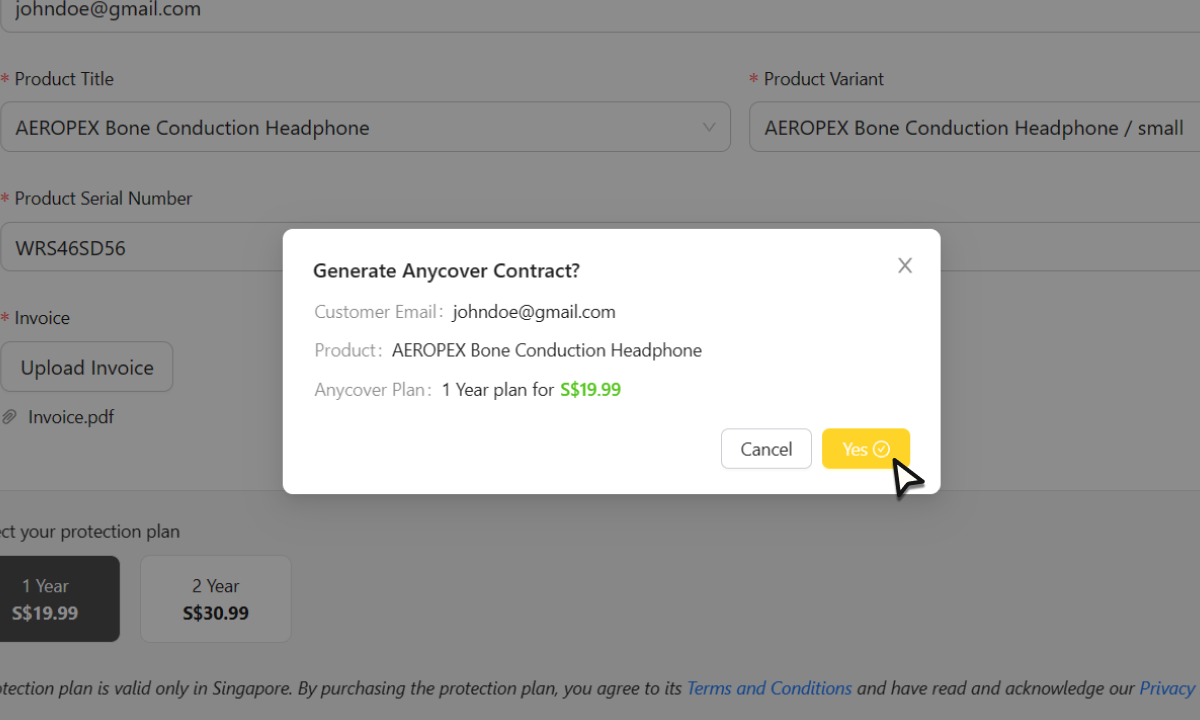 johndoe@gmail.com
* Product Title
* Product Variant
AEROPEX Bone Conduction Headphone
AEROPEX Bone Conduction Headphone / small
* Product Serial Number
WRS46SD56
Generate Anycover Contract?
Customer Email: johndoe@gmail.com
Product: AEROPEX Bone Conduction Headphone
Anycover Plan: 1 Year plan for S$19.99
Cancel
Yes
* Invoice
Upload Invoice
Invoice.pdf
ct your protection plan
1 Year
S$19.99
2 Year
S$30.99
tection plan is valid only in Singapore. By purchasing the protection plan, you agree to its Terms and Conditions and have read and acknowledge our Privacy